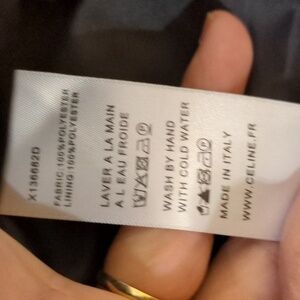 X136682D
FABRIC:100%POLYESTER
LINING:100%POLYESTER
LAVER A LA MAIN
A L EAU FROIDE
WASH BY HAND
WITH COLD WATER
MADE IN ITALY
WWW.CELINE.FR